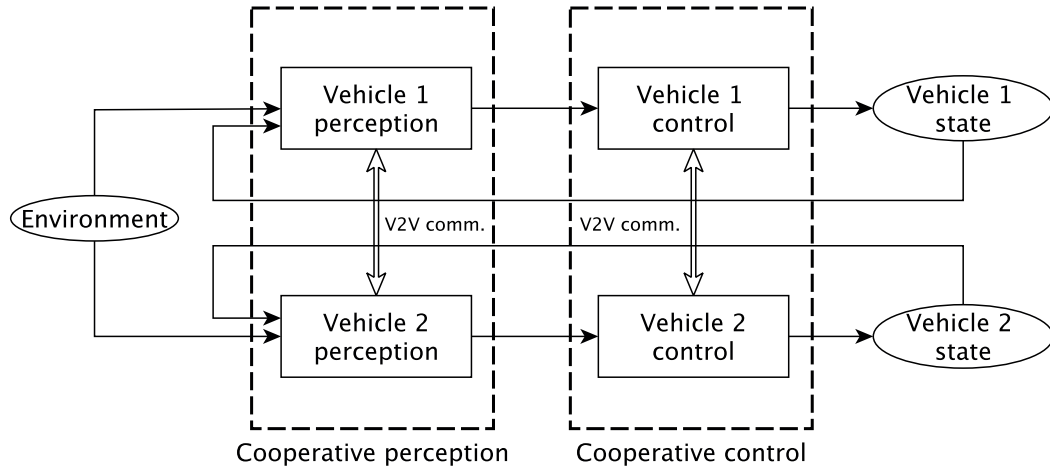 Vehicle 1
perception
Vehicle 1
control
Vehicle 1
state
Environment
V2V comm.
V2V comm.
Vehicle 2
perception
Vehicle 2
control
Vehicle 2
state
Cooperative perception
Cooperative control